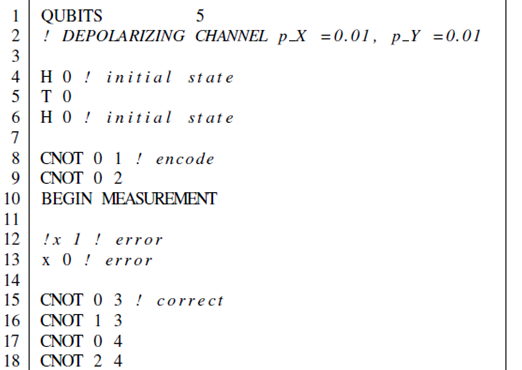 1 QUBITS 5
2 ! DEPOLARIZING CHANNEL p_X =0.01, p_Y =0.01
3
4 H 0 ! initial state
5 T 0
6 H 0 ! initial state
7
8 CNOT 0 1 ! encode
9 CNOT 0 2
10 BEGIN MEASUREMENT
11
12 !x 1 ! error
13 x 0 ! error
14
15 CNOT 0 3 ! correct
16 CNOT 1 3
17 CNOT 0 4
18 CNOT 2 4